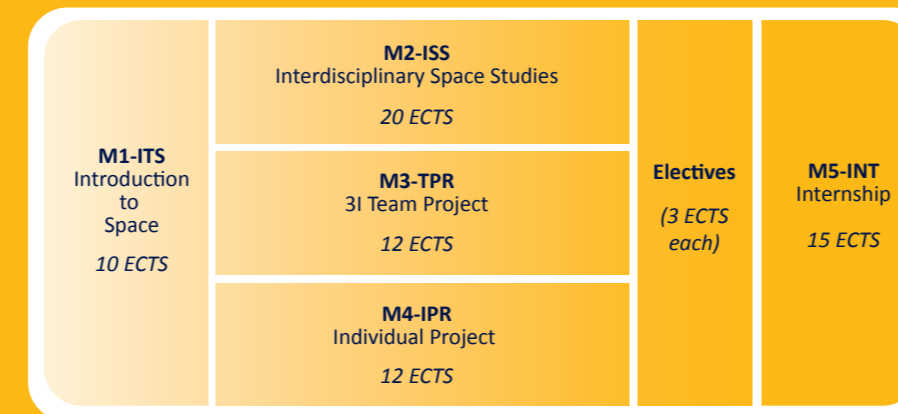 M1-ITS
Introduction
to
Space
10 ECTS
M2-ISS
Interdisciplinary Space Studies
20 ECTS
M3-TPR
3I Team Project
12 ECTS
M4-IPR
Individual Project
12 ECTS
Electives
(3 ECTS
each)
M5-INT
Internship
15 ECTS